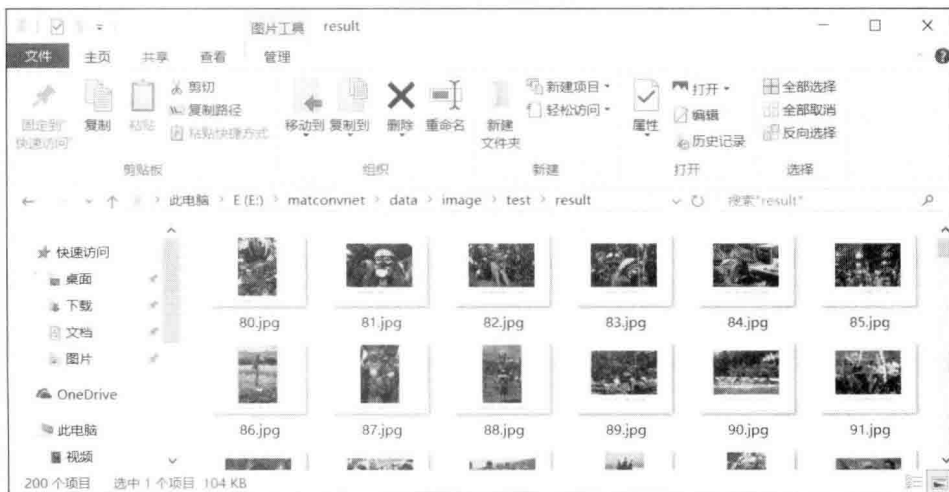 图片工具 result
文件 主页 共享 查看 管理
固定到"快速访问" 复制 粘贴
剪切
复制路径
粘贴快捷方式
移动到 复制到 删除 重命名
新建文件夹
新建项目
轻松访问
属性
打开
编辑
历史记录
全部选择
全部取消
反向选择
剪贴板 组织 新建 打开 选择
此电脑 > E (E:) > matconvnet > data > image > test > result
搜索"result"
快速访问
桌面
下载
文档
图片
OneDrive
此电脑
视频
80.jpg 81.jpg 82.jpg 83.jpg 84.jpg 85.jpg
86.jpg 87.jpg 88.jpg 89.jpg 90.jpg 91.jpg
200 个项目 选中 1 个项目 104 KB